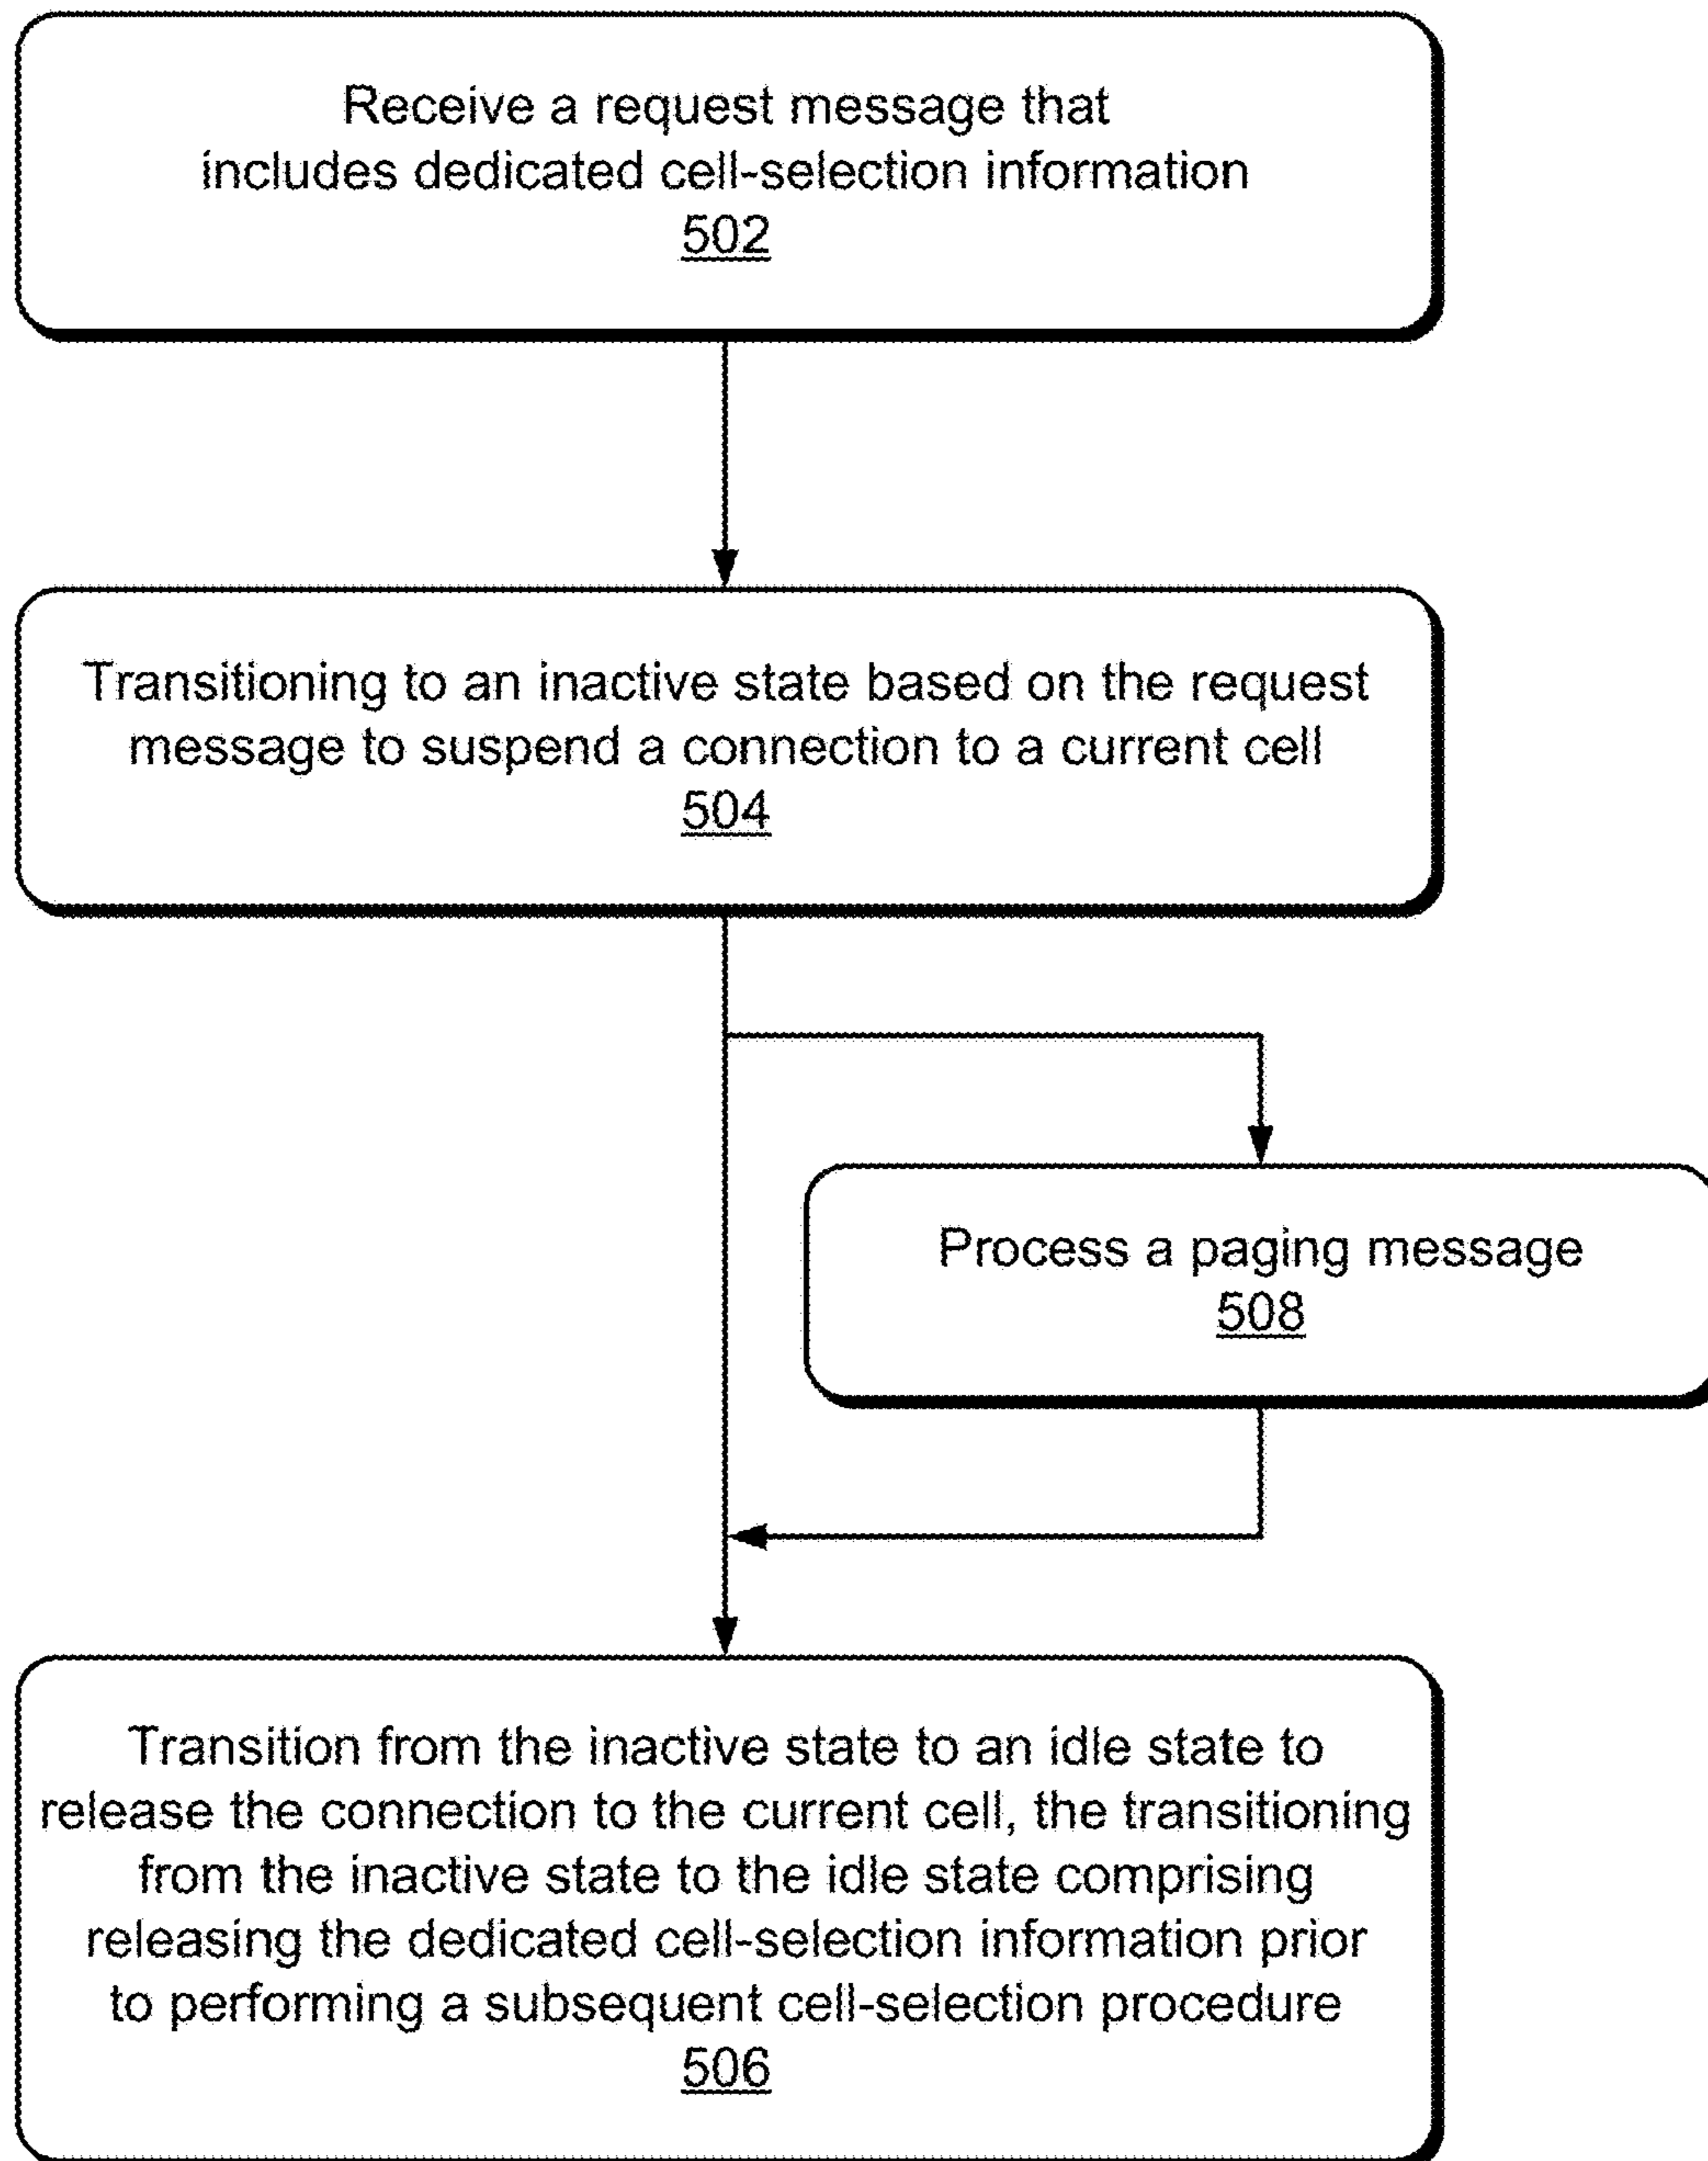 Receive a request message that
includes dedicated cell-selection information
502
Transitioning to an inactive state based on the request
message to suspend a connection to a current cell
504
Process a paging message
508
Transition from the inactive state to an idle state to
release the connection to the current cell, the transitioning
from the inactive state to the idle state comprising
releasing the dedicated cell-selection information prior
to performing a subsequent cell-selection procedure
506